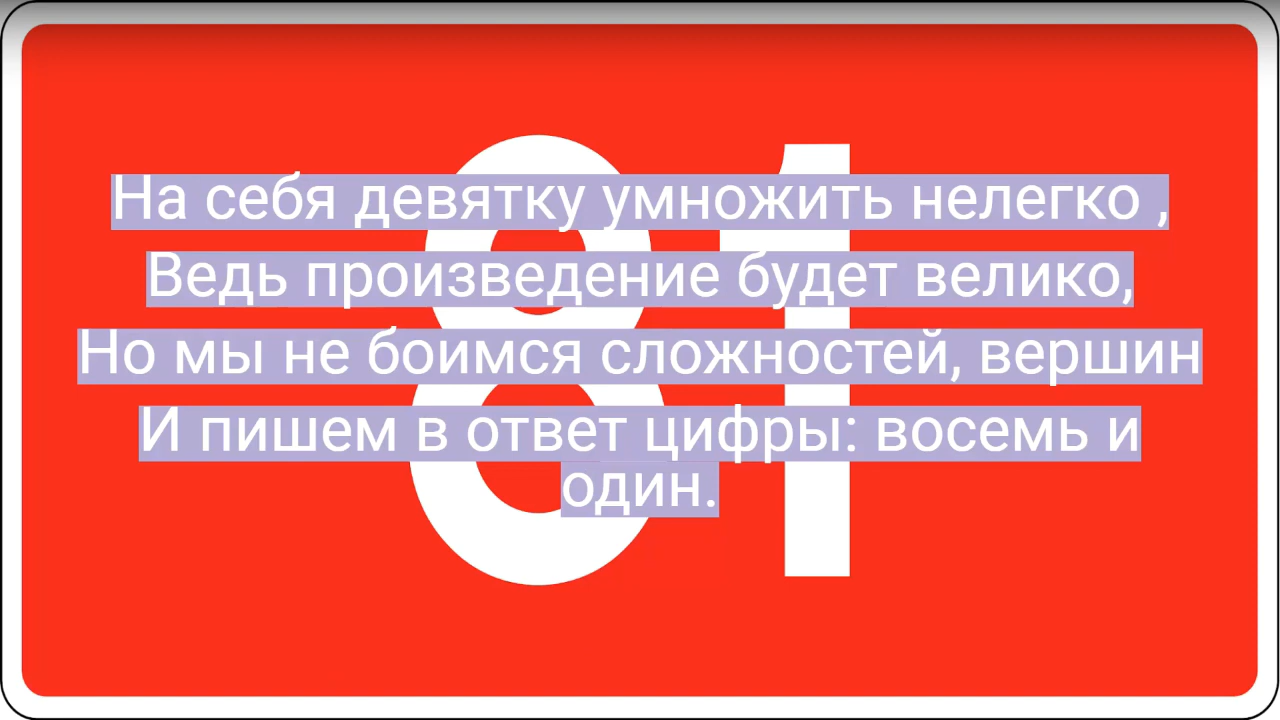 81
На себя девятку умножить нелегко ,
Ведь произведение будет велико,
Но мы не боимся сложностей, вершин
И пишем в ответ цифры: восемь и
один.